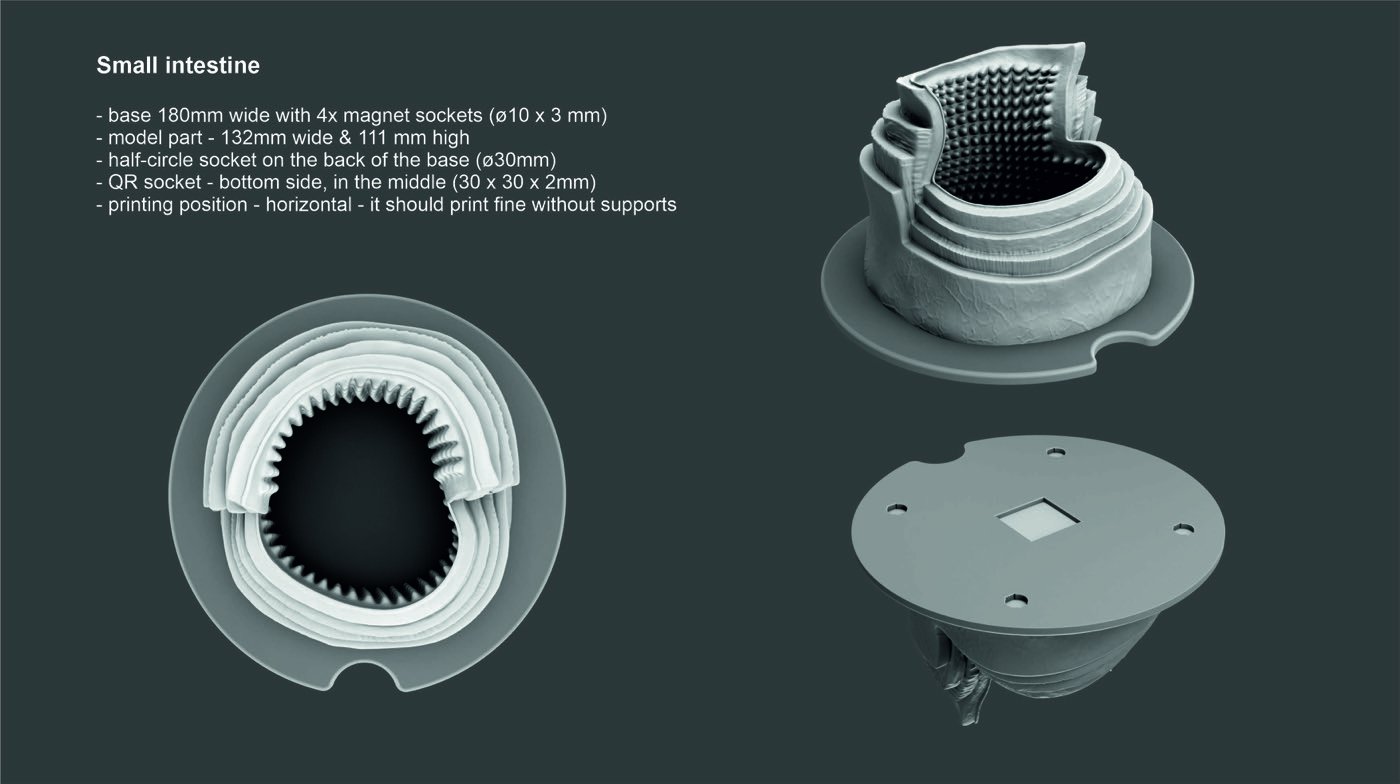 Small intestine
- base 180mm wide with 4x magnet sockets (ø10 x 3 mm)
- model part - 132mm wide & 111 mm high
- half-circle socket on the back of the base (ø30mm)
- QR socket - bottom side, in the middle (30 x 30 x 2mm)
- printing position - horizontal - it should print fine without supports